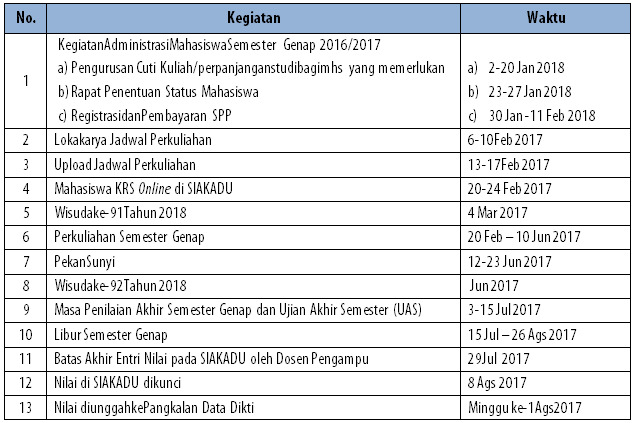 No. Kegiatan Waktu
1 KegiatanAdministrasiMahasiswaSemester Genap 2016/2017
a) Pengurusan Cuti Kuliah/perpanjanganstudibagimhs yang memerlukan a) 2-20 Jan 2018
b) Rapat Penentuan Status Mahasiswa b) 23-27 Jan 2018
c) RegistrasidanPembayaran SPP c) 30 Jan -11 Feb 2018
2 Lokakarya Jadwal Perkuliahan 6-10Feb 2017
3 Upload Jadwal Perkuliahan 13-17Feb 2017
4 Mahasiswa KRS Online di SIAKADU 20-24 Feb 2017
5 Wisudake-91Tahun 2018 4 Mar 2017
6 Perkuliahan Semester Genap 20 Feb – 10 Jun 2017
7 PekanSunyi 12-23 Jun 2017
8 Wisudake-92Tahun 2018 Jun 2017
9 Masa Penilaian Akhir Semester Genap dan Ujian Akhir Semester (UAS) 3-15 Jul 2017
10 Libur Semester Genap 15 Jul – 26 Ags 2017
11 Batas Akhir Entri Nilai pada SIAKADU oleh Dosen Pengampu 29Jul 2017
12 Nilai di SIAKADU dikunci 8 Ags 2017
13 Nilai diunggahkePangkalan Data Dikti Minggu ke-1Ags2017